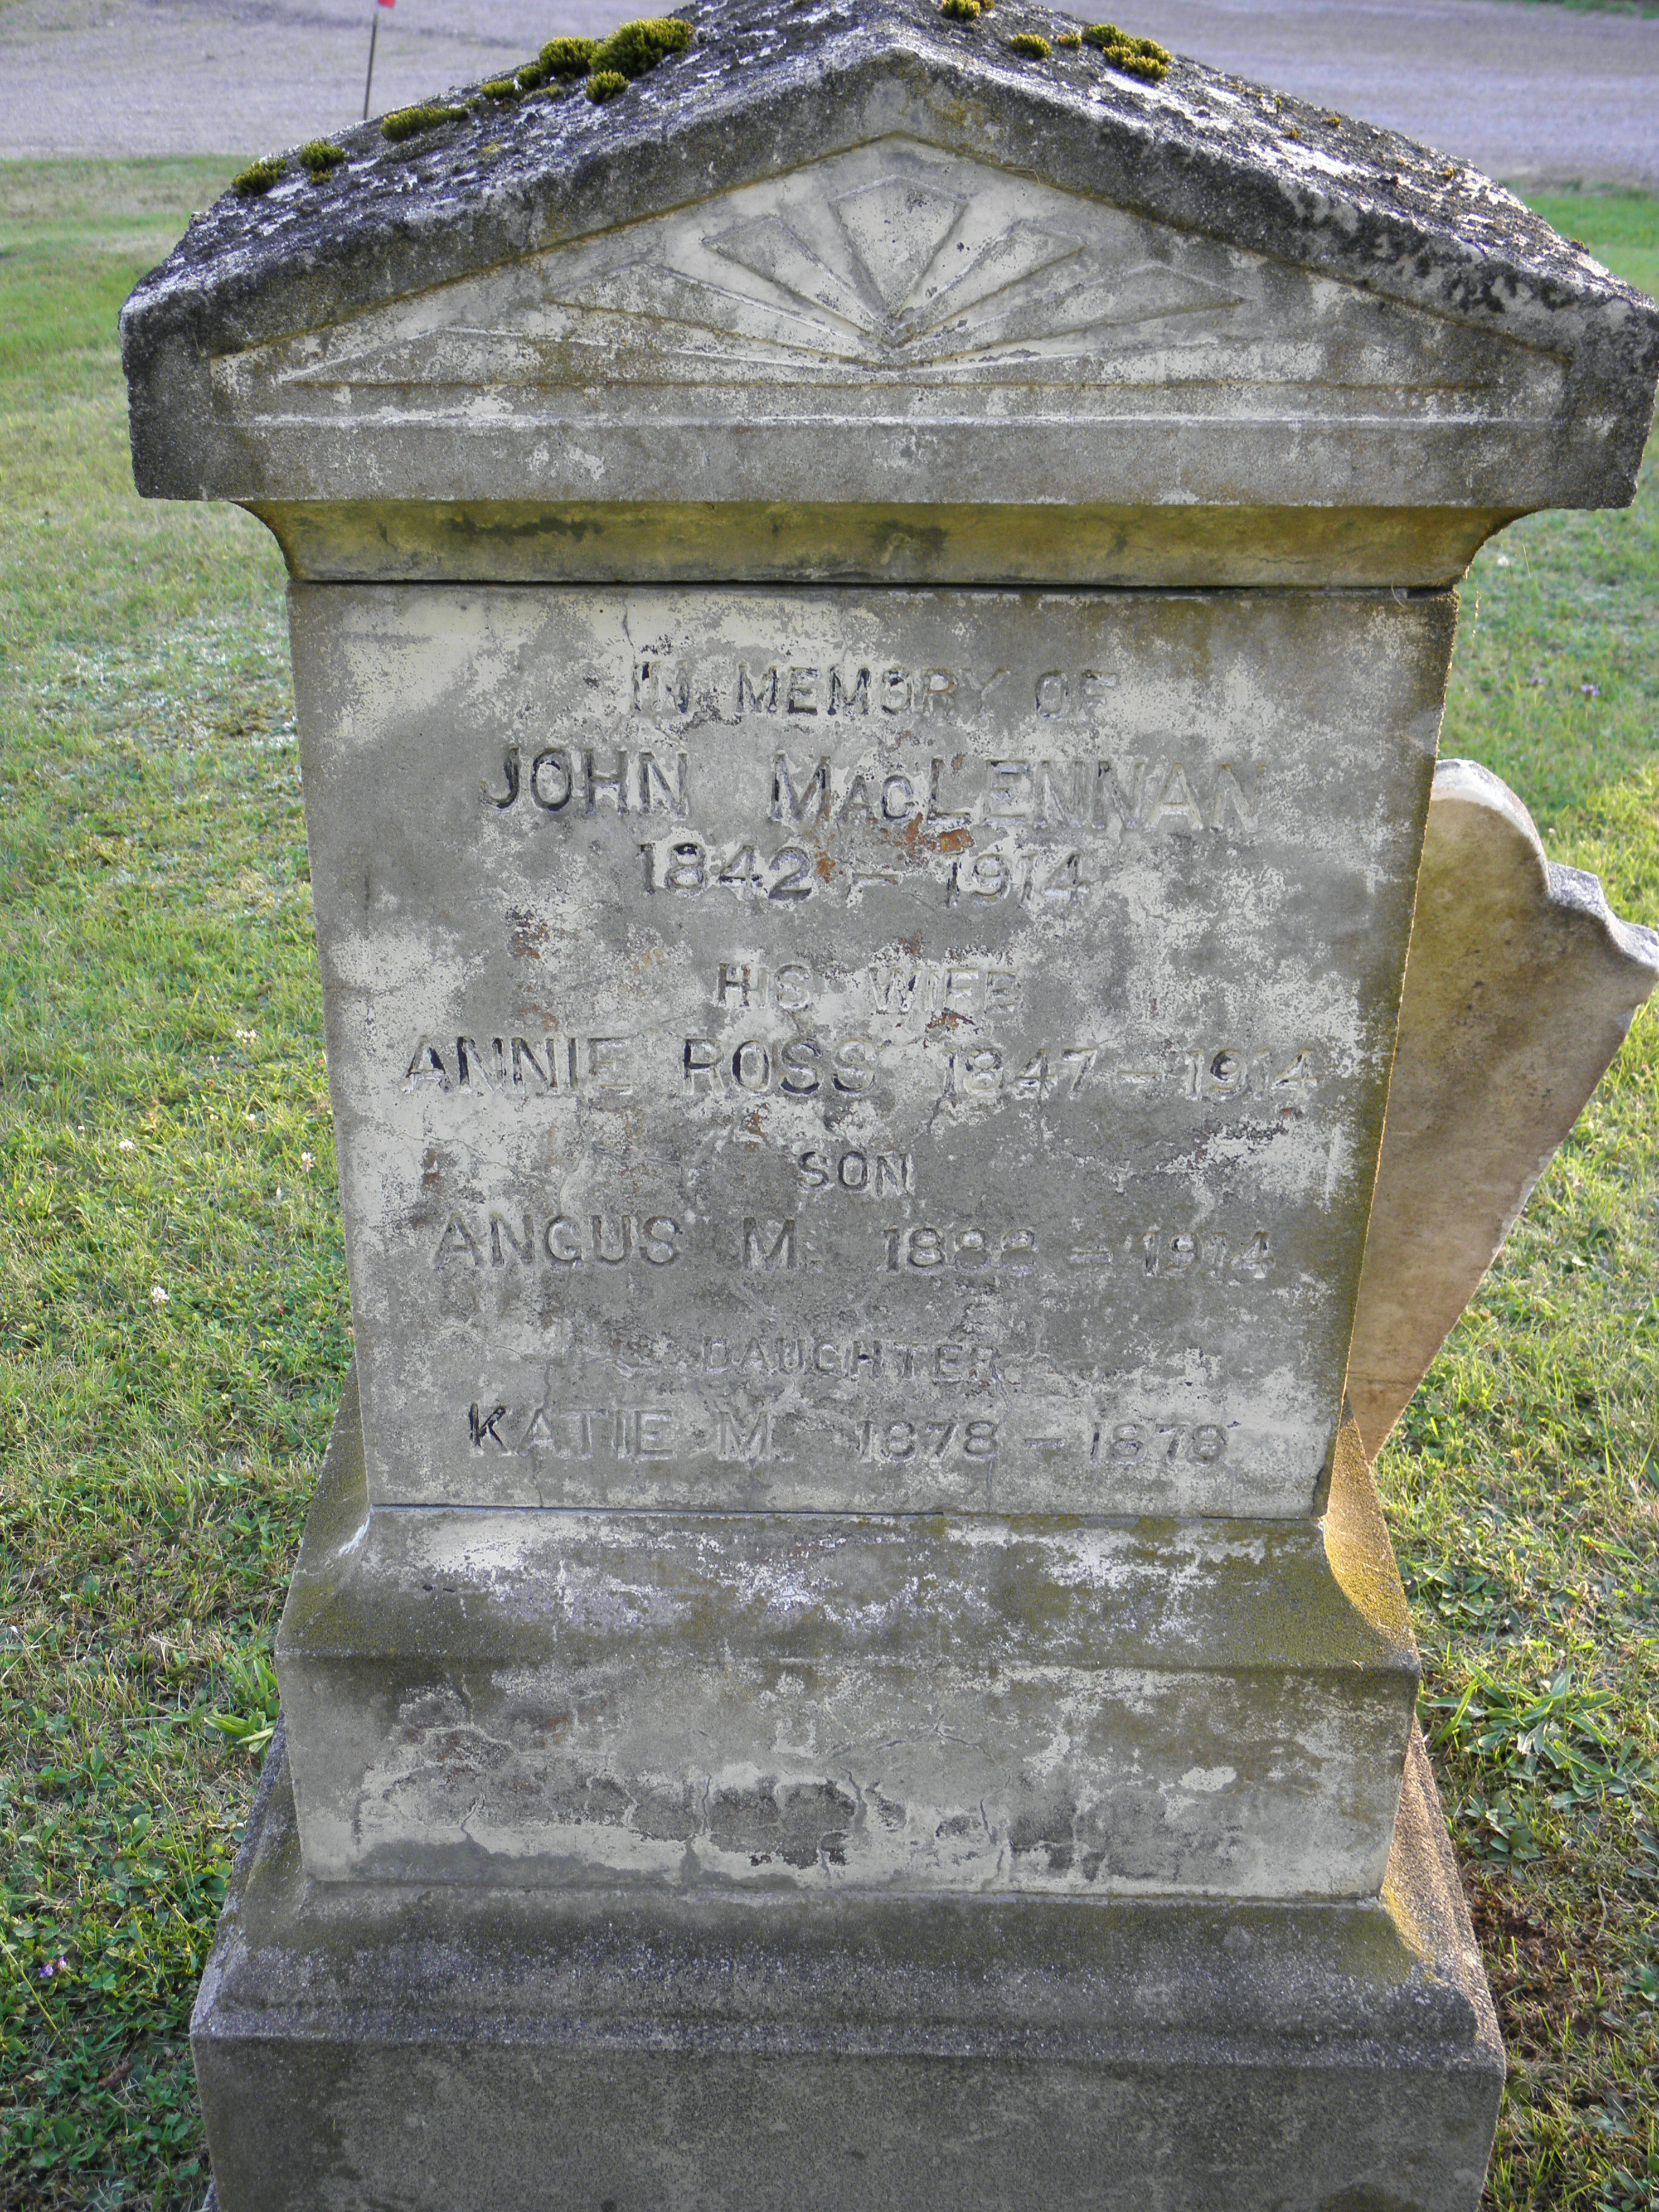 IN MEMORY OF
JOHN MACLENNAN
1842 – 1914
HIS WIFE
ANNIE ROSS 1847 – 1914
SON
ANGUS M. 1882 – 1914
DAUGHTER
KATIE M. 1878 – 1878